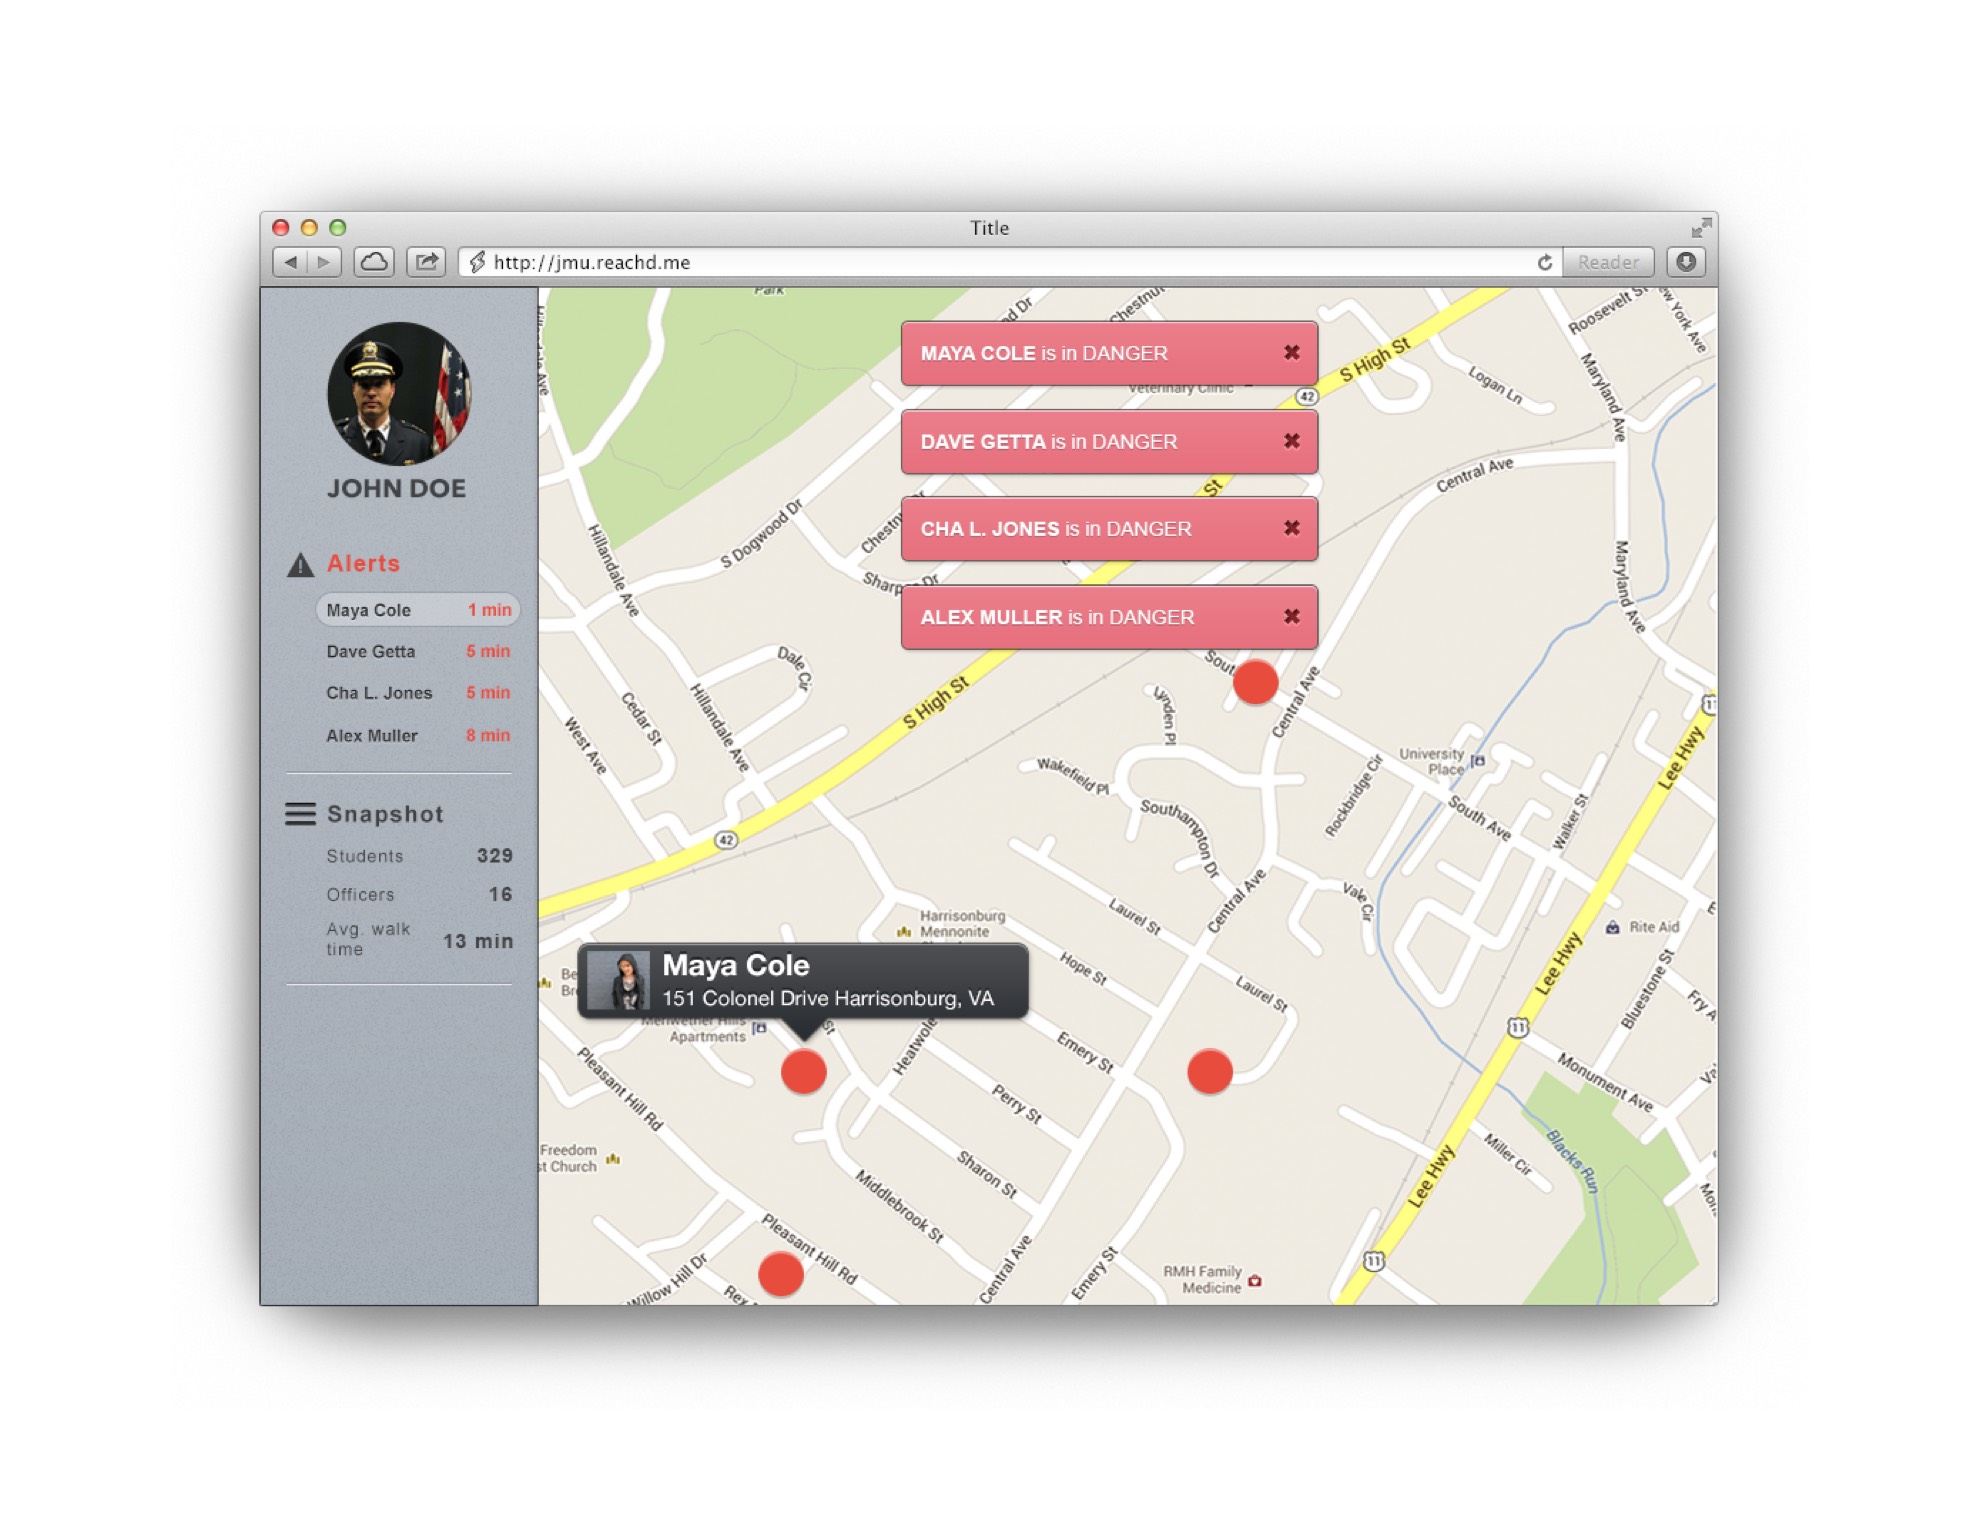 Title
http://jmu.reachd.me
Reader
JOHN DOE
Alerts
Maya Cole 1 min
Dave Getta 5 min
Cha L. Jones 5 min
Alex Muller 8 min
Snapshot
Students 329
Officers 16
Avg. walk
time
13 min
MAYA COLE is in DANGER
DAVE GETTA is in DANGER
CHA L. JONES is in DANGER
ALEX MULLER is in DANGER
Park
Chestnut
Roosevelt St
New York Ave
S High St
42
Logan Ln
Maryland Ave
Veterinary Clinic
Central Ave
St
S Dogwood Dr
Hillandale Ave
Maryland Ave
Dale Cir
Cedar St
Hillandale Ave
West Ave
S High St
42
Lynden Pl
Central Ave
Wakefield Pl
Southampton Dr
Rockbridge Cir
University
Place
South Ave
Walker St
Lee Hwy
11
Vale Cir
Central Ave
Laurel St
Harrisonburg
Mennonite
Rite Aid
Maya Cole
151 Colonel Drive Harrisonburg, VA
Hope St
Laurel St
Lee Hwy
Bluestone St
11
Meriwether Hills
Apartments
Heatwole
Emery St
Pleasant Hill Rd
Perry St
Monument Ave
Freedom
st Church
Sharon St
Middlebrook St
Miller Cir
Blacks Run
Lee Hwy
Pleasant Hill Rd
Willow Hill Dr
Rex
Central Ave
Emery St
RMH Family
Medicine
11